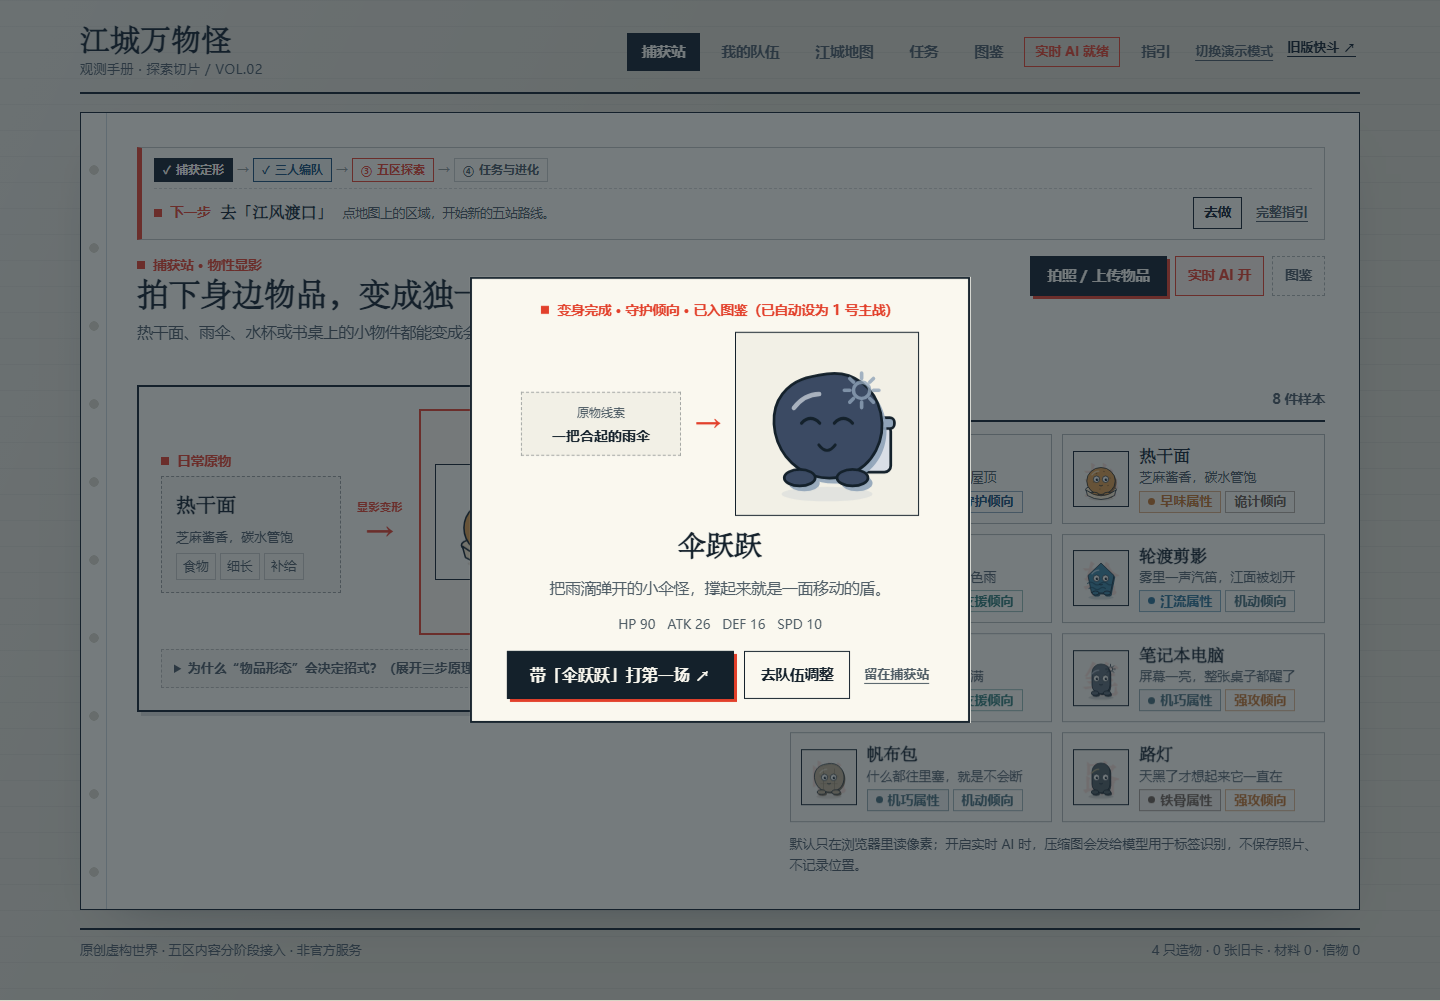 江城万物怪
观测手册 · 探索切片 / VOL.02
捕获站 我的队伍 江城地图 任务 图鉴 实时 AI 就绪 指引 切换演示模式 旧版快斗 ↗
✓ 捕获定形 → ✓ 三人编队 → ③ 五区探索 → ④ 任务与进化
下一步 去「江风渡口」 点地图上的区域，开始新的五站路线。 去做 完整指引
捕获站 • 物性显影
拍下身边物品，变成独一
热干面、雨伞、水杯或书桌上的小物件都能变成
拍照 / 上传物品 实时 AI 开 图鉴
8 件样本
日常原物
热干面
芝麻酱香，碳水管饱
食物 细长 补给
显影变形
→
▶ 为什么“物品形态”会决定招式？（展开三步原理
变身完成 • 守护倾向 • 已入图鉴（已自动设为 1 号主战）
原物线索
一把合起的雨伞
→
伞跃跃
把雨滴弹开的小伞怪，撑起来就是一面移动的盾。
HP 90 ATK 26 DEF 16 SPD 10
带「伞跃跃」打第一场 ↗ 去队伍调整 留在捕获站
屋顶
护倾向
热干面
芝麻酱香，碳水管饱
早味属性 诡计倾向
色雨
援倾向
轮渡剪影
雾里一声汽笛，江面被划开
江流属性 机动倾向
满
援倾向
笔记本电脑
屏幕一亮，整张桌子都醒了
机巧属性 强攻倾向
帆布包
什么都往里塞，就是不会断
机巧属性 机动倾向
路灯
天黑了才想起来它一直在
铁骨属性 强攻倾向
默认只在浏览器里读像素；开启实时 AI 时，压缩图会发给模型用于标签识别，不保存照片、
不记录位置。
原创虚构世界 · 五区内容分阶段接入 · 非官方服务
4 只造物 · 0 张旧卡 · 材料 0 · 信物 0